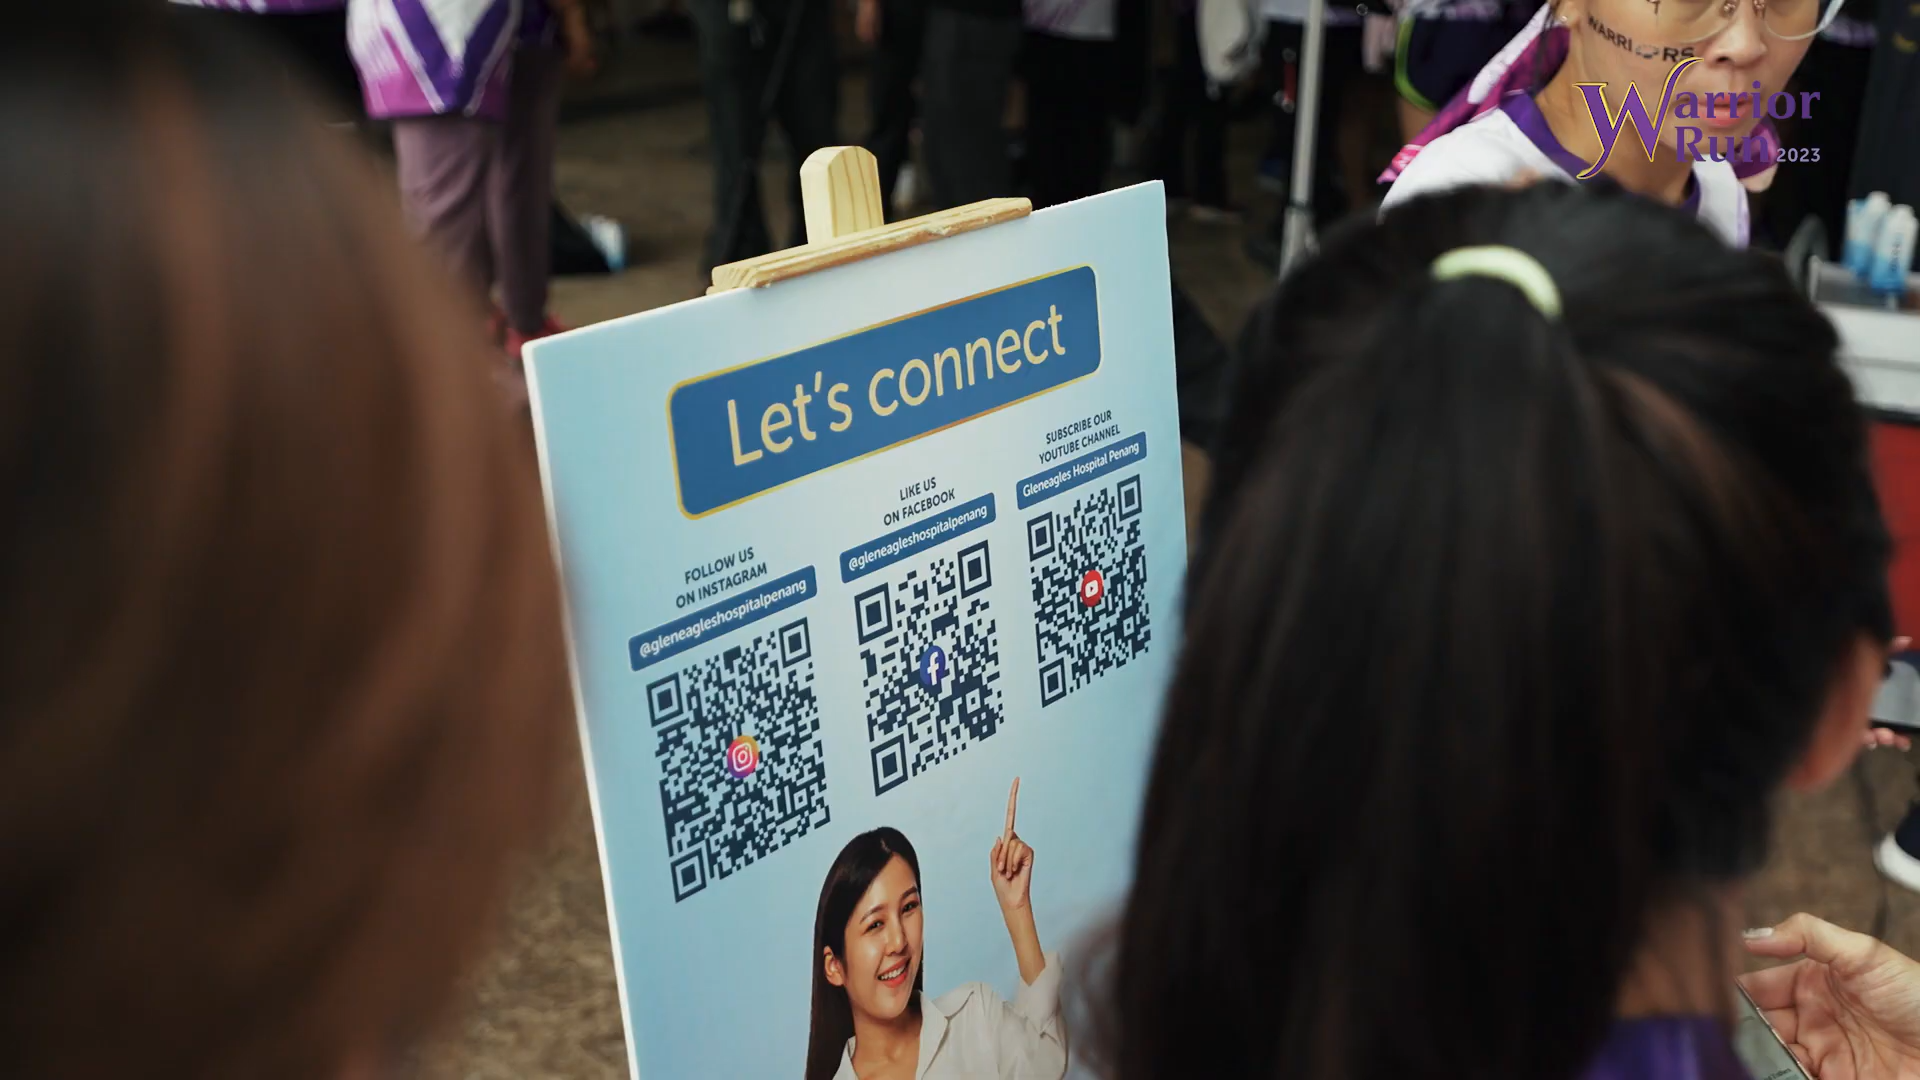 WARRIORS
Warrior
Run 2023
Let's connect
FOLLOW US
ON INSTAGRAM
@gleneagleshospitalpenang
LIKE US
ON FACEBOOK
@gleneagleshospitalpenang
SUBSCRIBE OUR
YOUTUBE CHANNEL
Gleneagles Hospital Penang